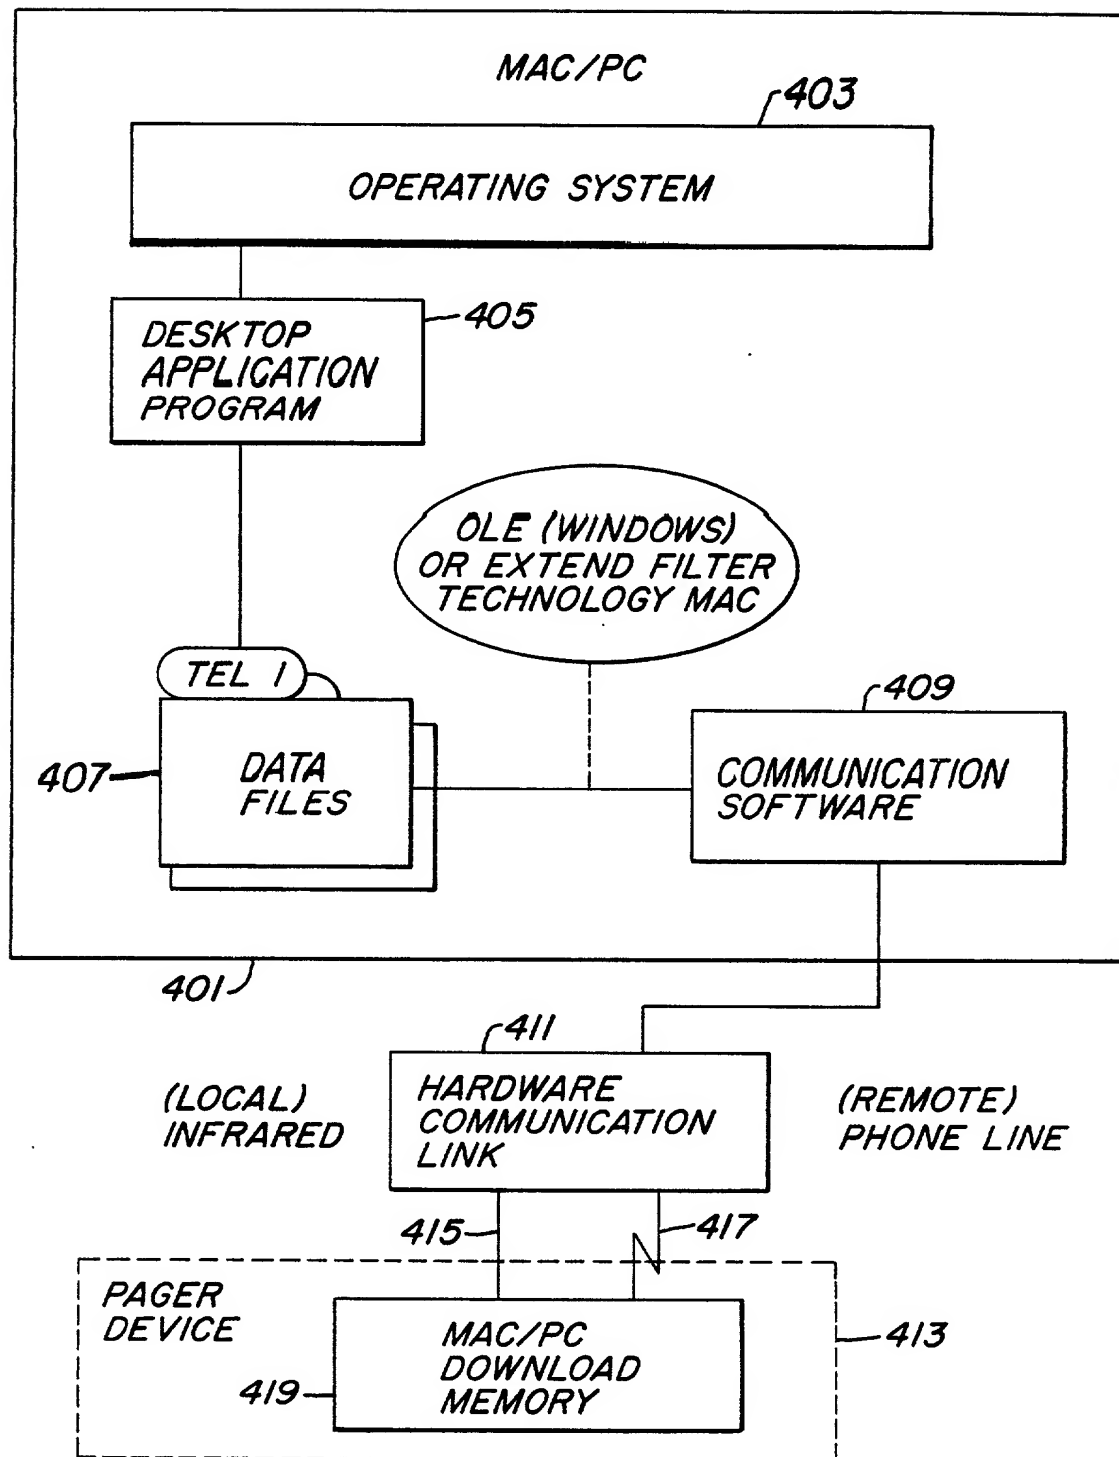 MAC/PC
403
OPERATING SYSTEM
405
DESKTOP
APPLICATION
PROGRAM
OLE (WINDOWS)
OR EXTEND FILTER
TECHNOLOGY MAC
TEL 1
409
407
DATA
FILES
COMMUNICATION
SOFTWARE
401
411
(LOCAL)
INFRARED
HARDWARE
COMMUNICATION
LINK
(REMOTE)
PHONE LINE
415
417
PAGER
DEVICE
MAC/PC
DOWNLOAD
MEMORY
413
419